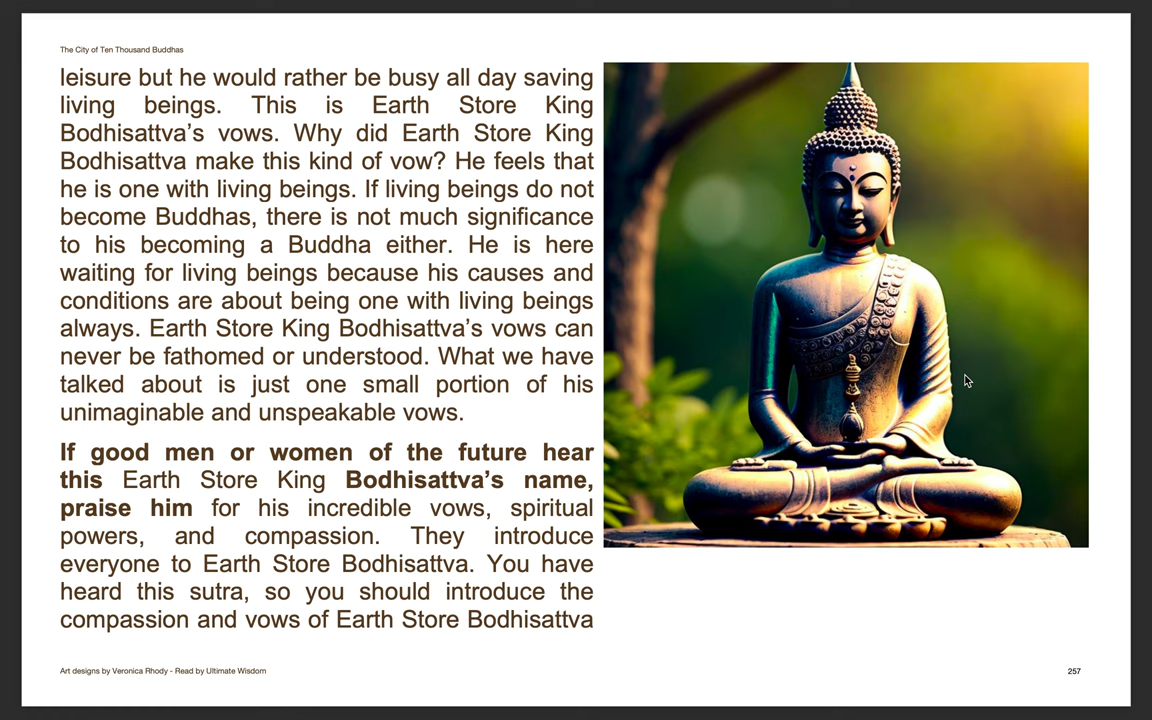 The City of Ten Thousand Buddhas
leisure but he would rather be busy all day saving
living beings. This is Earth Store King
Bodhisattva’s vows. Why did Earth Store King
Bodhisattva make this kind of vow? He feels that
he is one with living beings. If living beings do not
become Buddhas, there is not much significance
to his becoming a Buddha either. He is here
waiting for living beings because his causes and
conditions are about being one with living beings
always. Earth Store King Bodhisattva’s vows can
never be fathomed or understood. What we have
talked about is just one small portion of his
unimaginable and unspeakable vows.
If good men or women of the future hear
this Earth Store King Bodhisattva’s name,
praise him for his incredible vows, spiritual
powers, and compassion. They introduce
everyone to Earth Store Bodhisattva. You have
heard this sutra, so you should introduce the
compassion and vows of Earth Store Bodhisattva
Art designs by Veronica Rhody - Read by Ultimate Wisdom
257